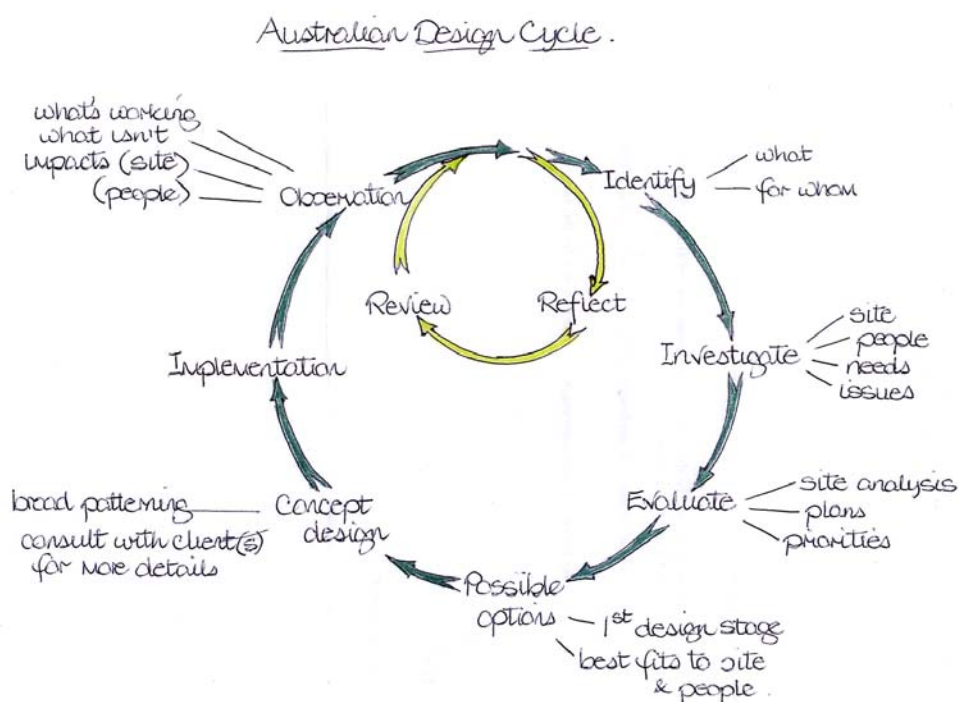 Australian Design Cycle.
what's working
what isn't
impacts (site)
(people)
Observation
Identify
what
for whom
Review
Reflect
Investigate
site
people
needs
issues
Implementation
Evaluate
site analysis
plans
priorities
Concept
design
broad patterning
consult with client(s)
for more details
Possible
options
1st design stage
best fits to site
& people.